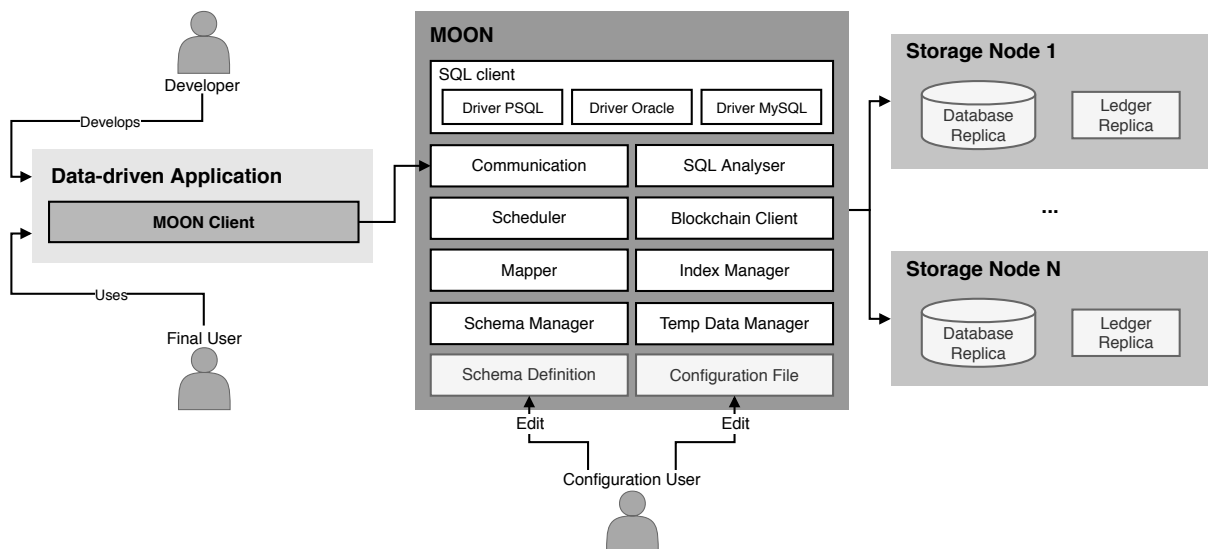 Developer
Develops
Data-driven Application
MOON Client
Uses
Final User
MOON
SQL client
Driver PSQL
Driver Oracle
Driver MySQL
Communication
SQL Analyser
Scheduler
Blockchain Client
Mapper
Index Manager
Schema Manager
Temp Data Manager
Schema Definition
Configuration File
Edit
Edit
Configuration User
Storage Node 1
Database
Replica
Ledger
Replica
...
Storage Node N
Database
Replica
Ledger
Replica